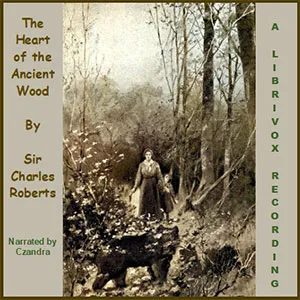 The
Heart
of the
Ancient
Wood
By
Sir
Charles
Roberts
Narrated by
Czandra
A LIBRIVOX RECORDING